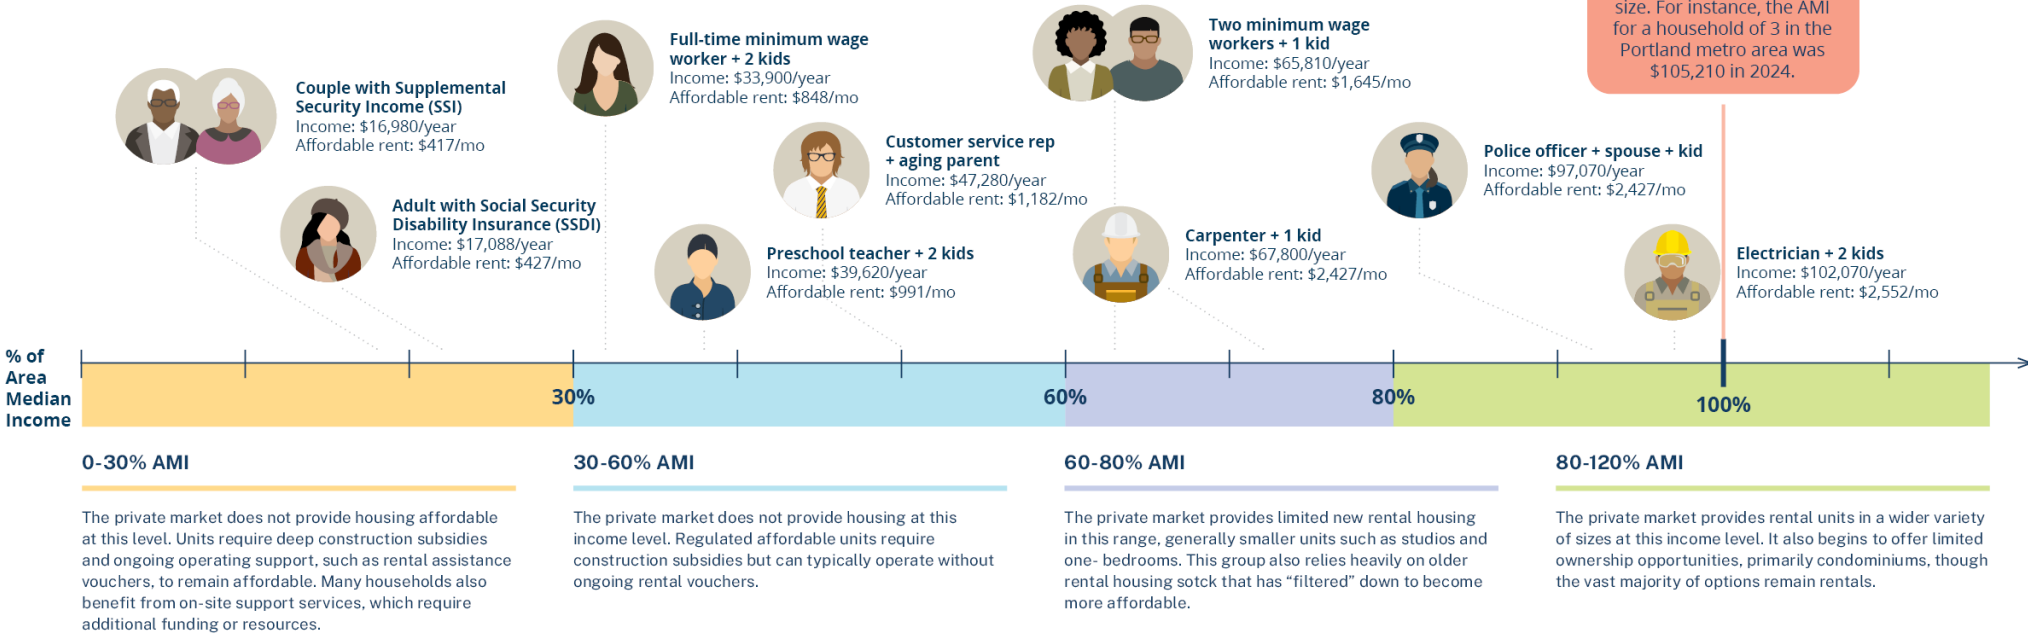 size. For instance, the AMI
for a household of 3 in the
Portland metro area was
$105,210 in 2024.
Couple with Supplemental
Security Income (SSI)
Income: $16,980/year
Affordable rent: $417/mo
Adult with Social Security
Disability Insurance (SSDI)
Income: $17,088/year
Affordable rent: $427/mo
Full-time minimum wage
worker + 2 kids
Income: $33,900/year
Affordable rent: $848/mo
Preschool teacher + 2 kids
Income: $39,620/year
Affordable rent: $991/mo
Customer service rep
+ aging parent
Income: $47,280/year
Affordable rent: $1,182/mo
Two minimum wage
workers + 1 kid
Income: $65,810/year
Affordable rent: $1,645/mo
Carpenter + 1 kid
Income: $67,800/year
Affordable rent: $2,427/mo
Police officer + spouse + kid
Income: $97,070/year
Affordable rent: $2,427/mo
Electrician + 2 kids
Income: $102,070/year
Affordable rent: $2,552/mo
% of
Area
Median
Income
30%
60%
80%
100%
0-30% AMI
The private market does not provide housing affordable
at this level. Units require deep construction subsidies
and ongoing operating support, such as rental assistance
vouchers, to remain affordable. Many households also
benefit from on-site support services, which require
additional funding or resources.
30-60% AMI
The private market does not provide housing at this
income level. Regulated affordable units require
construction subsidies but can typically operate without
ongoing rental vouchers.
60-80% AMI
The private market provides limited new rental housing
in this range, generally smaller units such as studios and
one- bedrooms. This group also relies heavily on older
rental housing sotck that has “filtered” down to become
more affordable.
80-120% AMI
The private market provides rental units in a wider variety
of sizes at this income level. It also begins to offer limited
ownership opportunities, primarily condominiums, though
the vast majority of options remain rentals.